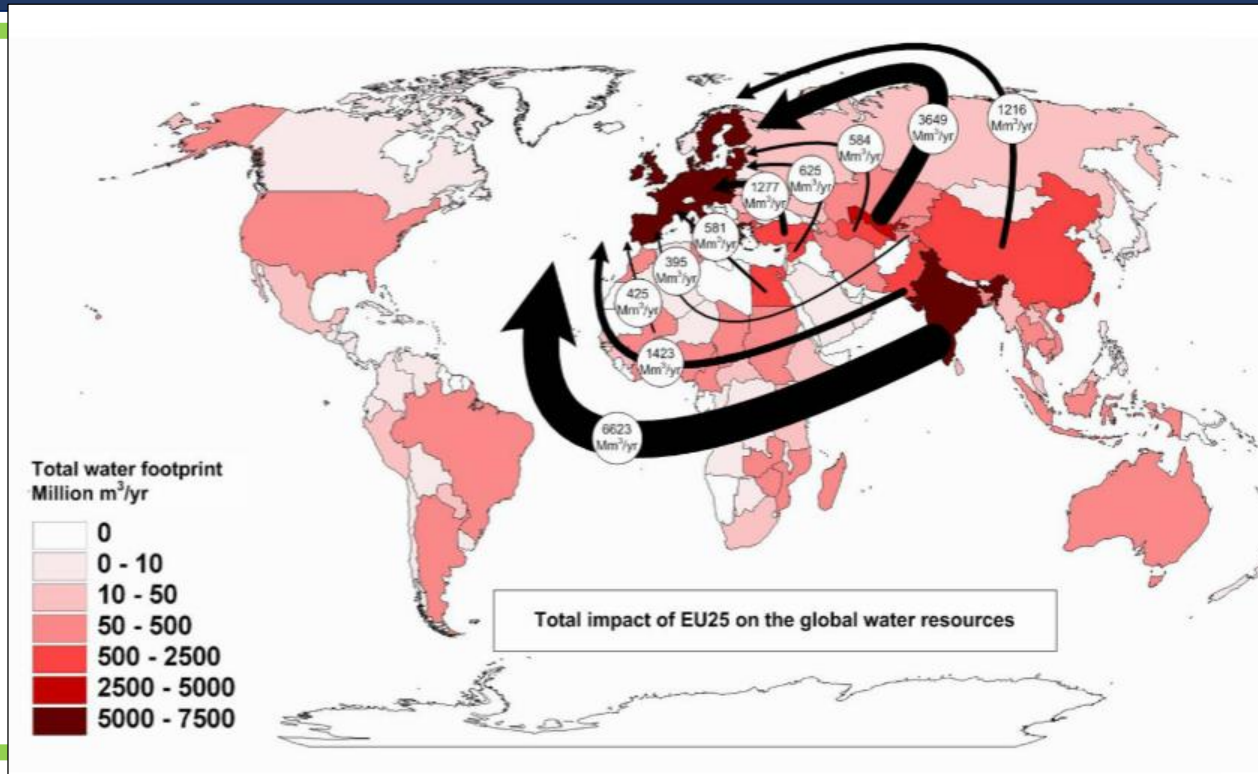 1216
Mm³/yr
3649
Mm³/yr
584
Mm³/yr
625
Mm³/yr
1277
Mm³/yr
581
Mm³/yr
395
Mm³/yr
425
Mm³/yr
1423
Mm³/yr
6623
Mm³/yr
Total water footprint
Million m³/yr
0
0 - 10
10 - 50
50 - 500
500 - 2500
2500 - 5000
5000 - 7500
Total impact of EU25 on the global water resources